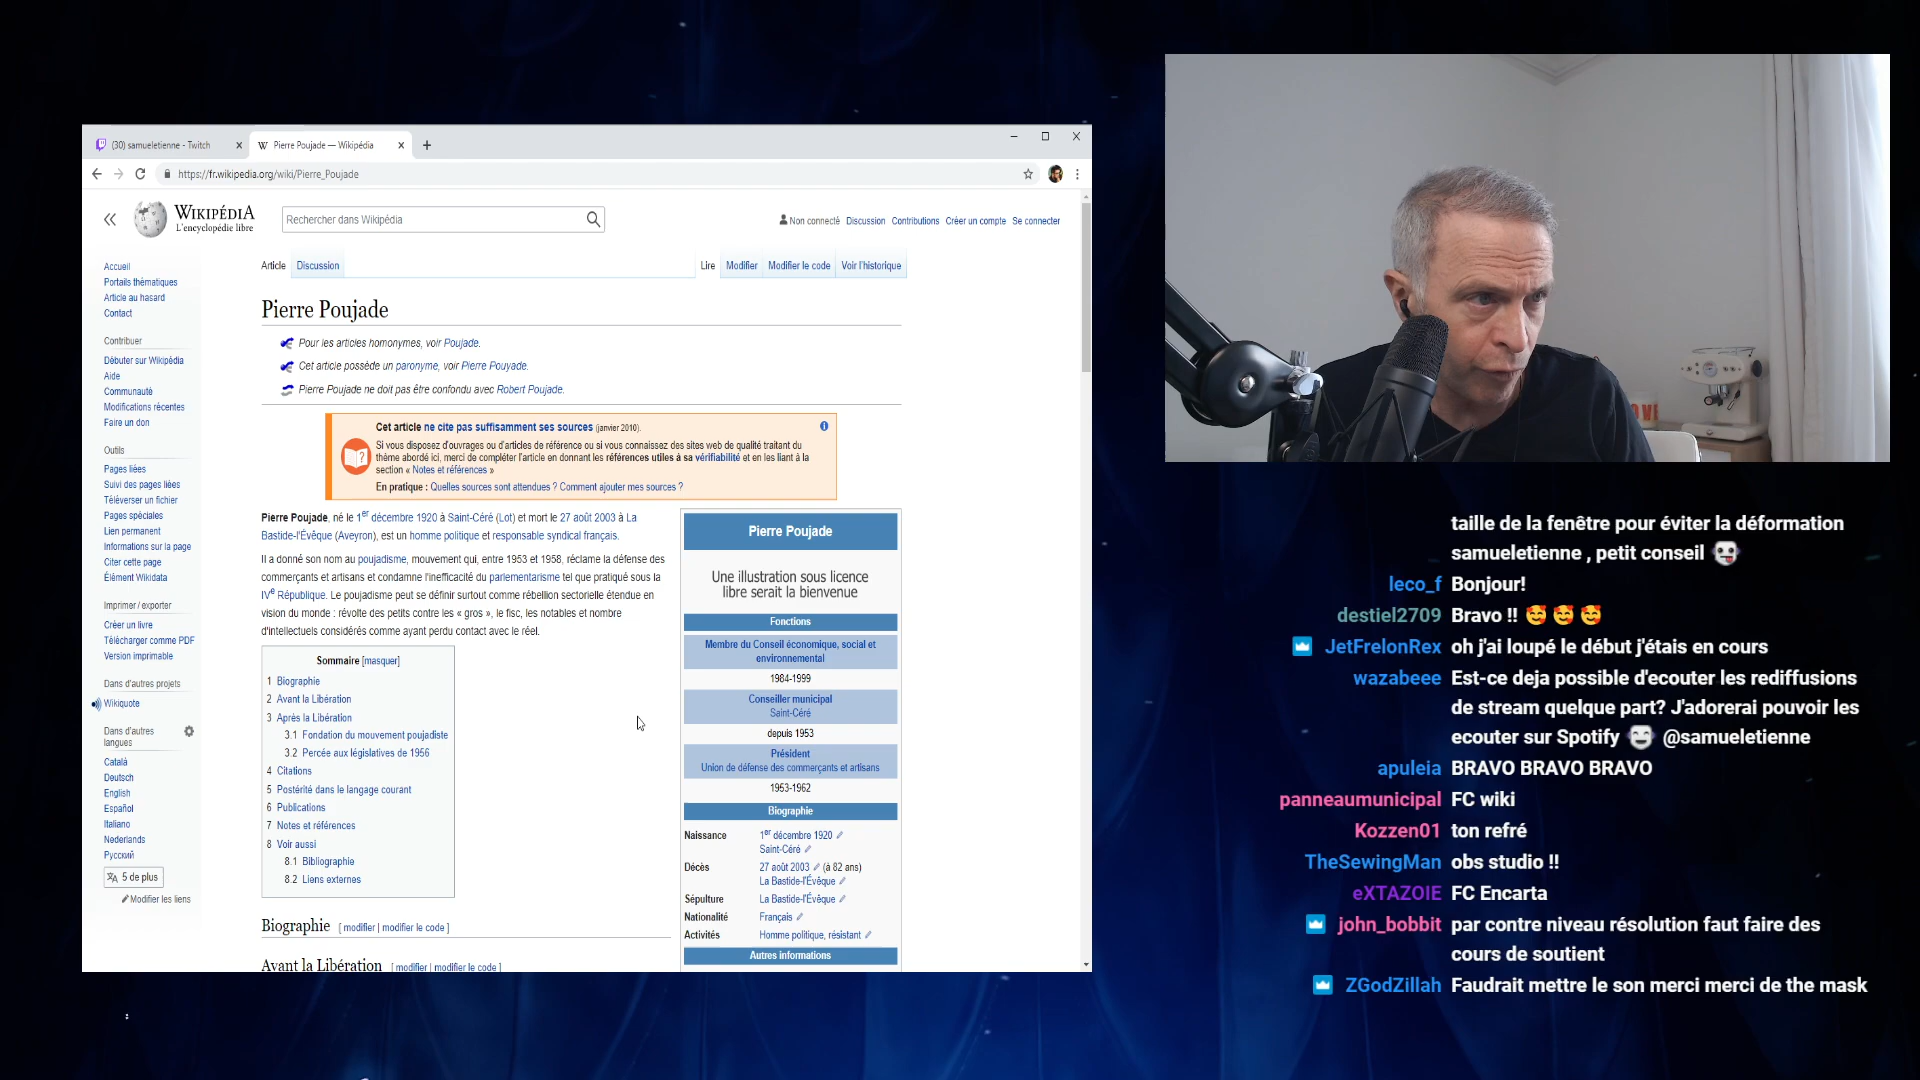 (30) samueletienne - Twitch
Pierre Poujade — Wikipédia
https://fr.wikipedia.org/wiki/Pierre_Poujade
WIKIPÉDIA
L'encyclopédie libre
Rechercher dans Wikipédia
Non connecté Discussion Contributions Créer un compte Se connecter
Accueil
Portails thématiques
Article au hasard
Contact
Contribuer
Débuter sur Wikipédia
Aide
Communauté
Modifications récentes
Faire un don
Outils
Pages liées
Suivi des pages liées
Téléverser un fichier
Pages spéciales
Lien permanent
Informations sur la page
Citer cette page
Élément Wikidata
Imprimer / exporter
Créer un livre
Télécharger comme PDF
Version imprimable
Dans d'autres projets
Wikiquote
Dans d'autres
langues
Català
Deutsch
English
Español
Italiano
Nederlands
Русский
5 de plus
Modifier les liens
Article Discussion Lire Modifier Modifier le code Voir l'historique
Pierre Poujade
Pour les articles homonymes, voir Poujade.
Cet article possède un paronyme, voir Pierre Pouyade.
Pierre Poujade ne doit pas être confondu avec Robert Poujade.
Cet article ne cite pas suffisamment ses sources (janvier 2010).
Si vous disposez d'ouvrages ou d'articles de référence ou si vous connaissez des sites web de qualité traitant du
thème abordé ici, merci de compléter l'article en donnant les références utiles à sa vérifiabilité et en les liant à la
section « Notes et références »
En pratique : Quelles sources sont attendues ? Comment ajouter mes sources ?
Pierre Poujade, né le 1er décembre 1920 à Saint-Céré (Lot) et mort le 27 août 2003 à La
Bastide-l'Évêque (Aveyron), est un homme politique et responsable syndical français.
Il a donné son nom au poujadisme, mouvement qui, entre 1953 et 1958, réclame la défense des
commerçants et artisans et condamne l'inefficacité du parlementarisme tel que pratiqué sous la
IVe République. Le poujadisme peut se définir surtout comme rébellion sectorielle étendue en
vision du monde : révolte des petits contre les « gros », le fisc, les notables et nombre
d'intellectuels considérés comme ayant perdu contact avec le réel.
Sommaire [masquer]
1 Biographie
2 Avant la Libération
3 Après la Libération
3.1 Fondation du mouvement poujadiste
3.2 Percée aux législatives de 1956
4 Citations
5 Postérité dans le langage courant
6 Publications
7 Notes et références
8 Voir aussi
8.1 Bibliographie
8.2 Liens externes
Biographie [ modifier | modifier le code ]
Avant la Libération [ modifier | modifier le code ]
Pierre Poujade
Une illustration sous licence
libre serait la bienvenue
Fonctions
Membre du Conseil économique, social et
environnemental
1984-1999
Conseiller municipal
Saint-Céré
depuis 1953
Président
Union de défense des commerçants et artisans
1953-1962
Biographie
Naissance 1er décembre 1920
Saint-Céré
Décès 27 août 2003 (à 82 ans)
La Bastide-l'Évêque
Sépulture La Bastide-l'Évêque
Nationalité Français
Activités Homme politique, résistant
Autres informations
taille de la fenêtre pour éviter la déformation
samueletienne , petit conseil
leco_f Bonjour!
destiel2709 Bravo !!
JetFrelonRex oh j'ai loupé le début j'étais en cours
wazabeee Est-ce deja possible d'ecouter les rediffusions
de stream quelque part? J'adorerai pouvoir les
ecouter sur Spotify @samueletienne
apuleia BRAVO BRAVO BRAVO
panneaumunicipal FC wiki
Kozzen01 ton refré
TheSewingMan obs studio !!
eXTAZOIE FC Encarta
john_bobbit par contre niveau résolution faut faire des
cours de soutient
ZGodZillah Faudrait mettre le son merci merci de the mask